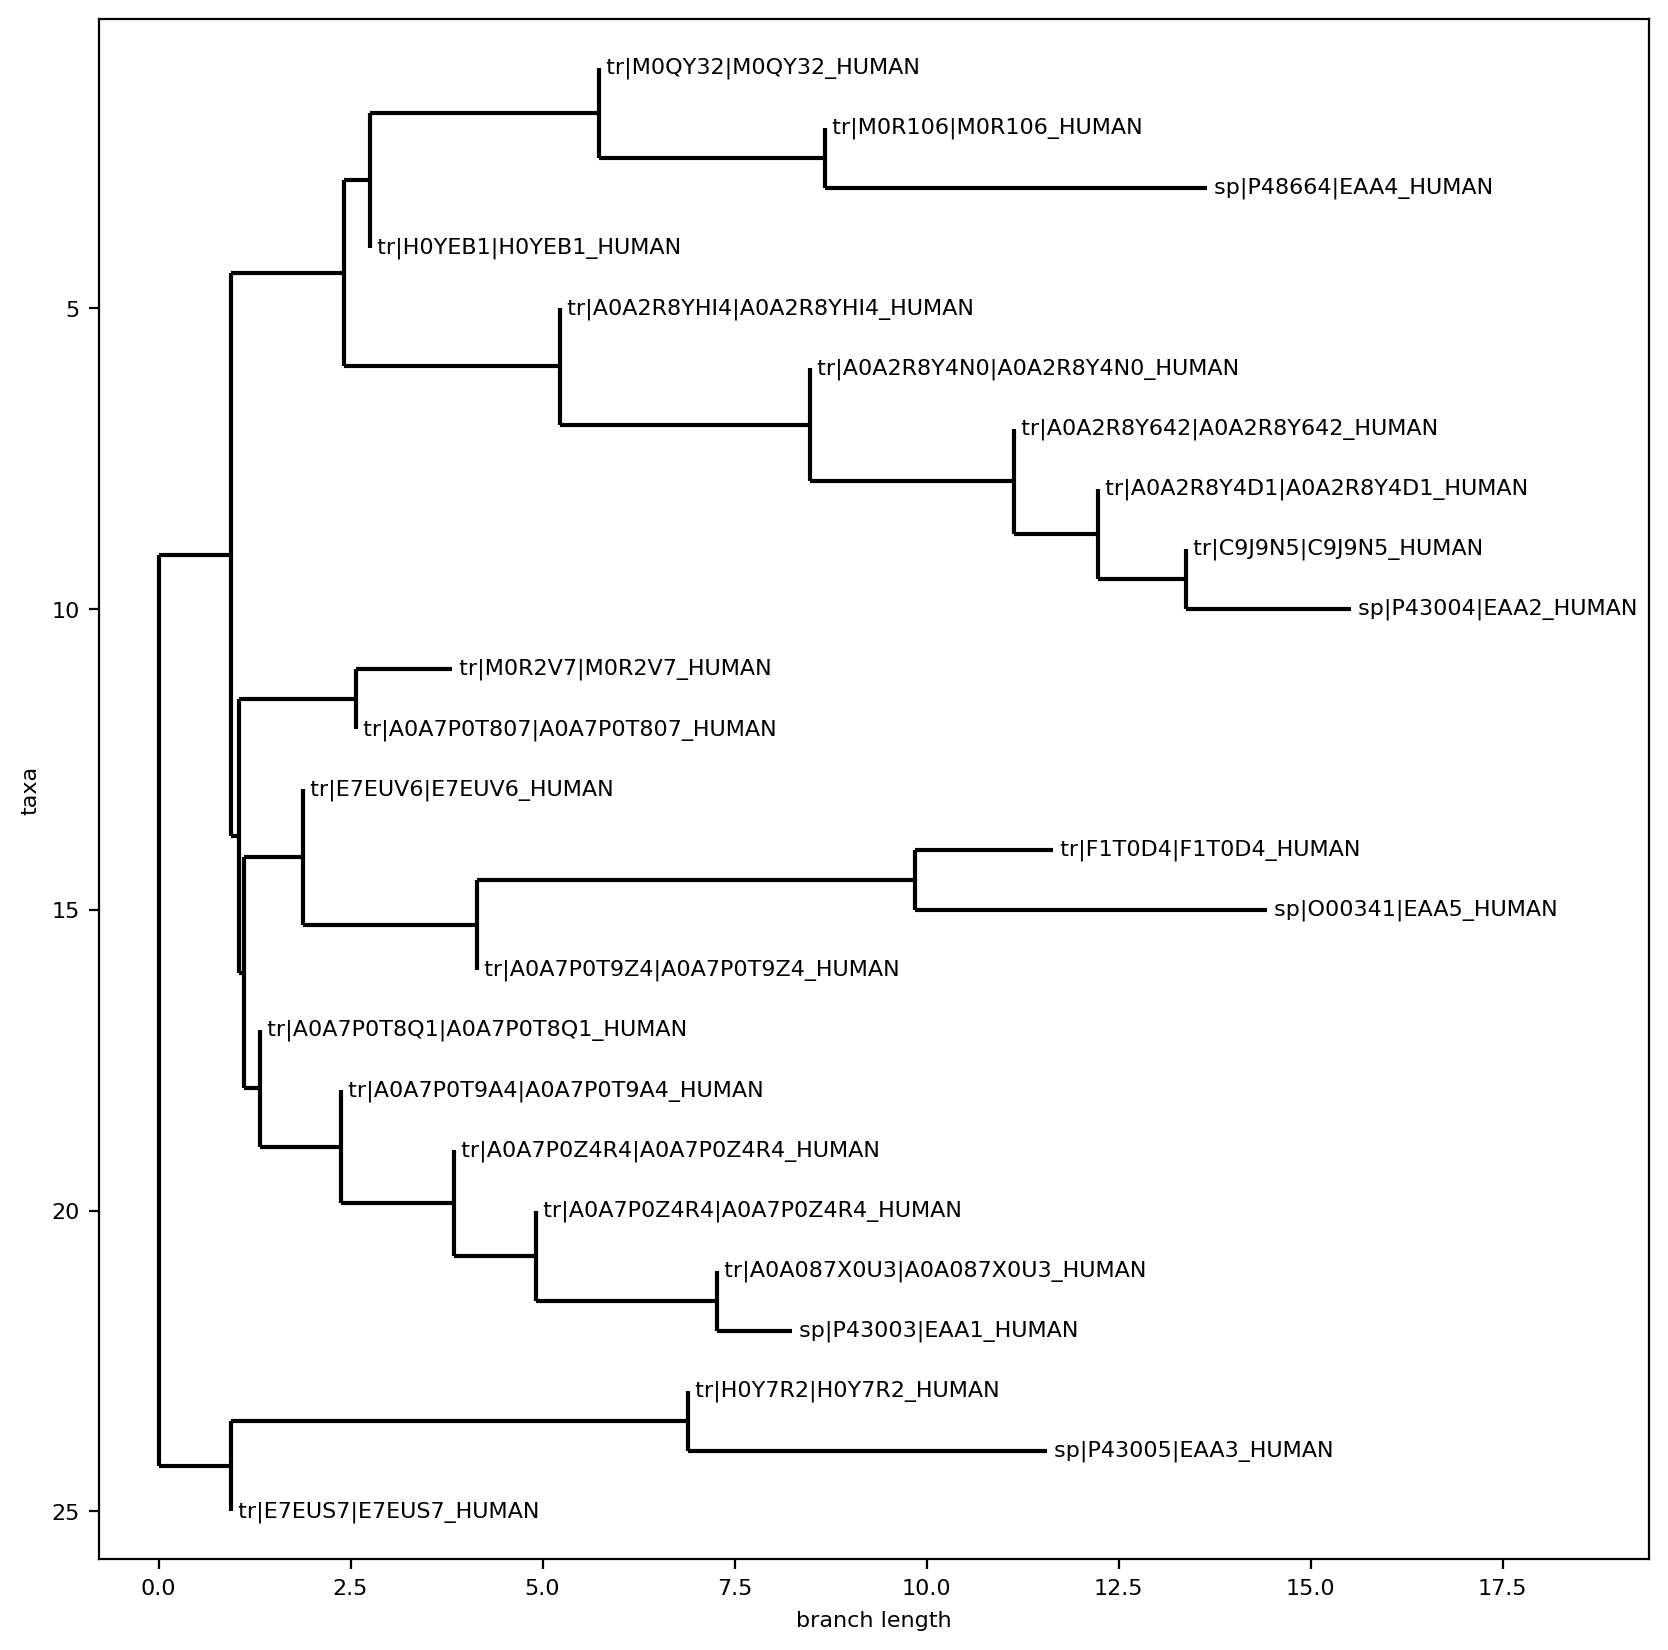 tr|M0QY32|M0QY32_HUMAN
tr|M0R106|M0R106_HUMAN
sp|P48664|EAA4_HUMAN
tr|H0YEB1|H0YEB1_HUMAN
tr|A0A2R8YHI4|A0A2R8YHI4_HUMAN
5
tr|A0A2R8Y4N0|A0A2R8Y4N0_HUMAN
tr|A0A2R8Y642|A0A2R8Y642_HUMAN
tr|A0A2R8Y4D1|A0A2R8Y4D1_HUMAN
tr|C9J9N5|C9J9N5_HUMAN
10
sp|P43004|EAA2_HUMAN
tr|M0R2V7|M0R2V7_HUMAN
tr|A0A7P0T807|A0A7P0T807_HUMAN
taxa
tr|E7EUV6|E7EUV6_HUMAN
tr|F1T0D4|F1T0D4_HUMAN
15
sp|O00341|EAA5_HUMAN
tr|A0A7P0T9Z4|A0A7P0T9Z4_HUMAN
tr|A0A7P0T8Q1|A0A7P0T8Q1_HUMAN
tr|A0A7P0T9A4|A0A7P0T9A4_HUMAN
tr|A0A7P0Z4R4|A0A7P0Z4R4_HUMAN
20
tr|A0A7P0Z4R4|A0A7P0Z4R4_HUMAN
tr|A0A087X0U3|A0A087X0U3_HUMAN
sp|P43003|EAA1_HUMAN
tr|H0Y7R2|H0Y7R2_HUMAN
sp|P43005|EAA3_HUMAN
25
tr|E7EUS7|E7EUS7_HUMAN
0.0 2.5 5.0 7.5 10.0 12.5 15.0 17.5
branch length